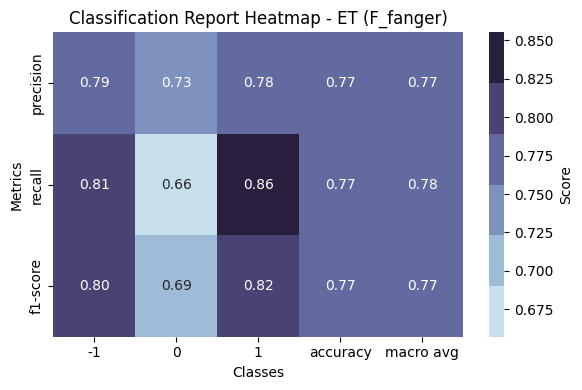 Classification Report Heatmap - ET (F_fanger)
Metrics
precision
recall
f1-score
0.79 0.73 0.78 0.77 0.77
0.81 0.66 0.86 0.77 0.78
0.80 0.69 0.82 0.77 0.77
-1 0 1 accuracy macro avg
Classes
0.850
0.825
0.800
0.775
0.750
0.725
0.700
0.675
Score